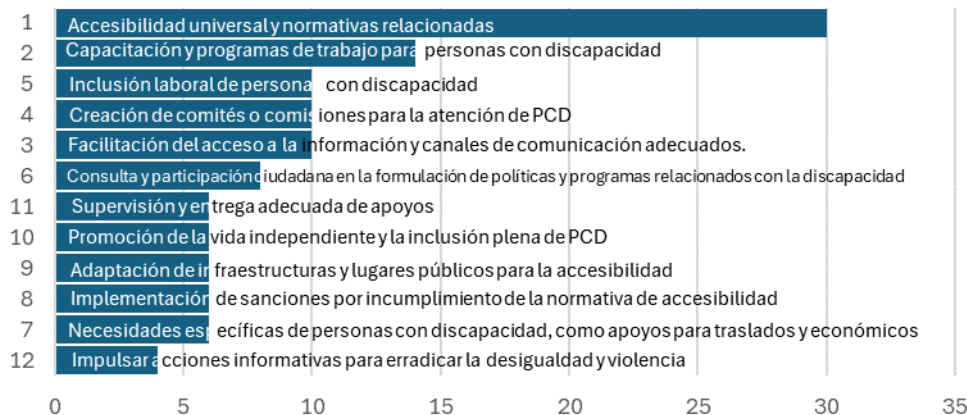 1 Accesibilidad universal y normativas relacionadas
2 Capacitación y programas de trabajo para personas con discapacidad
5 Inclusión laboral de persona con discapacidad
4 Creación de comités o comisiones para la atención de PCD
3 Facilitación del acceso a la información y canales de comunicación adecuados.
6 Consulta y participación ciudadana en la formulación de políticas y programas relacionados con la discapacidad
11 Supervisión y entrega adecuada de apoyos
10 Promoción de la vida independiente y la inclusión plena de PCD
9 Adaptación de infraestructuras y lugares públicos para la accesibilidad
8 Implementación de sanciones por incumplimiento de la normativa de accesibilidad
7 Necesidades específicas de personas con discapacidad, como apoyos para traslados y económicos
12 Impulsar acciones informativas para erradicar la desigualdad y violencia
0 5 10 15 20 25 30 35